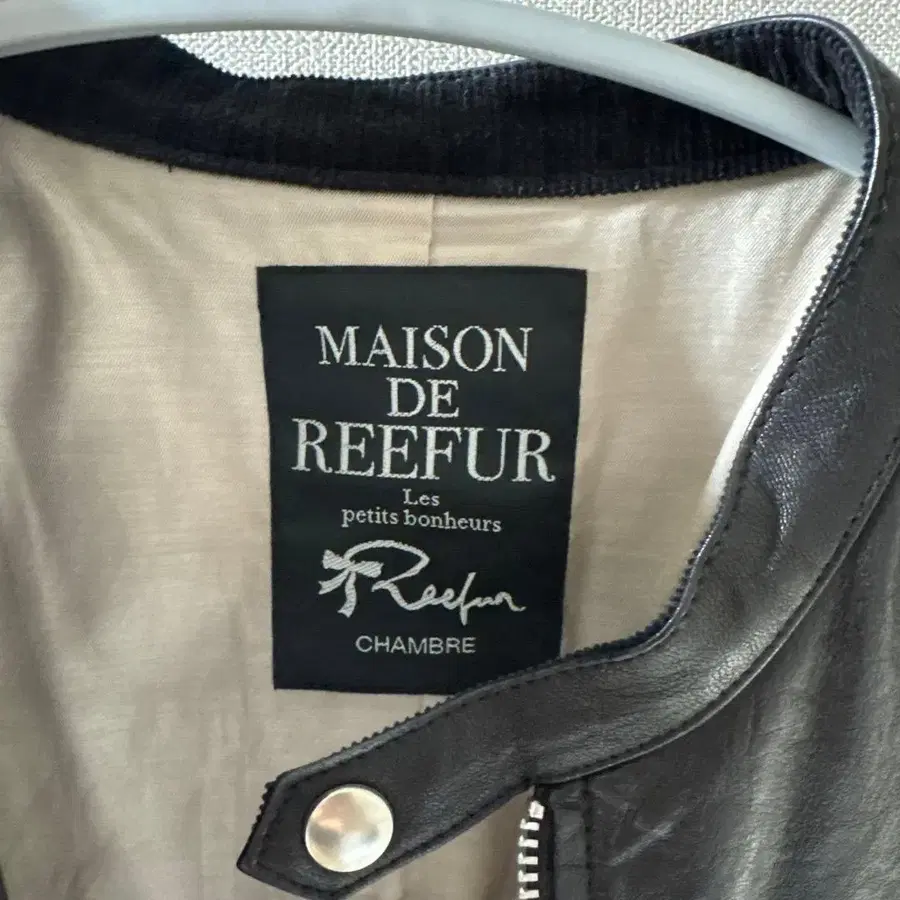 MAISON
DE
REEFUR
Les
petits bonheurs
Reefur
CHAMBRE